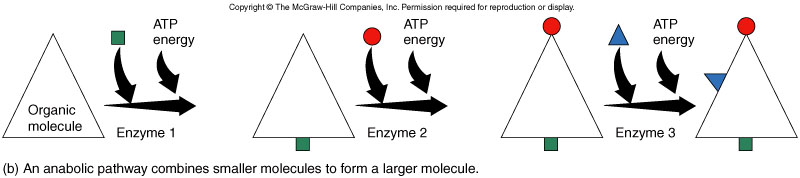 Copyright © The McGraw-Hill Companies, Inc. Permission required for reproduction or display.
ATP
energy
ATP
energy
ATP
energy
Organic
molecule
Enzyme 1
Enzyme 2
Enzyme 3
(b) An anabolic pathway combines smaller molecules to form a larger molecule.